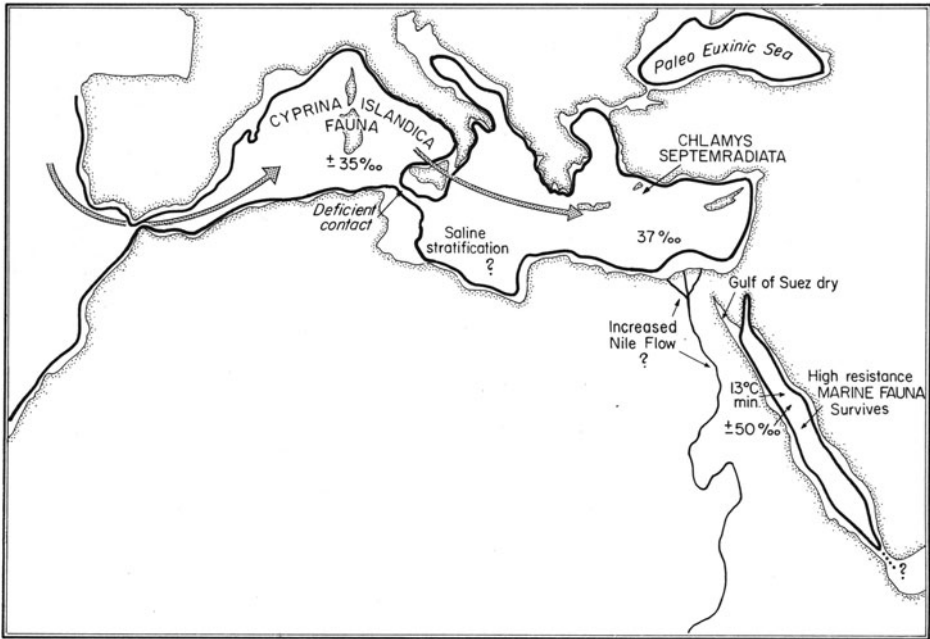 Paleo Euxinic Sea
CYPRINA ISLANDICA
FAUNA
±35‰
CHLAMYS
SEPTEMRADIATA
Deficient
contact
Saline
stratification
?
37‰
Gulf of Suez dry
Increased
Nile Flow
?
13°C
min.
±50‰
High resistance
MARINE FAUNA
Survives
?